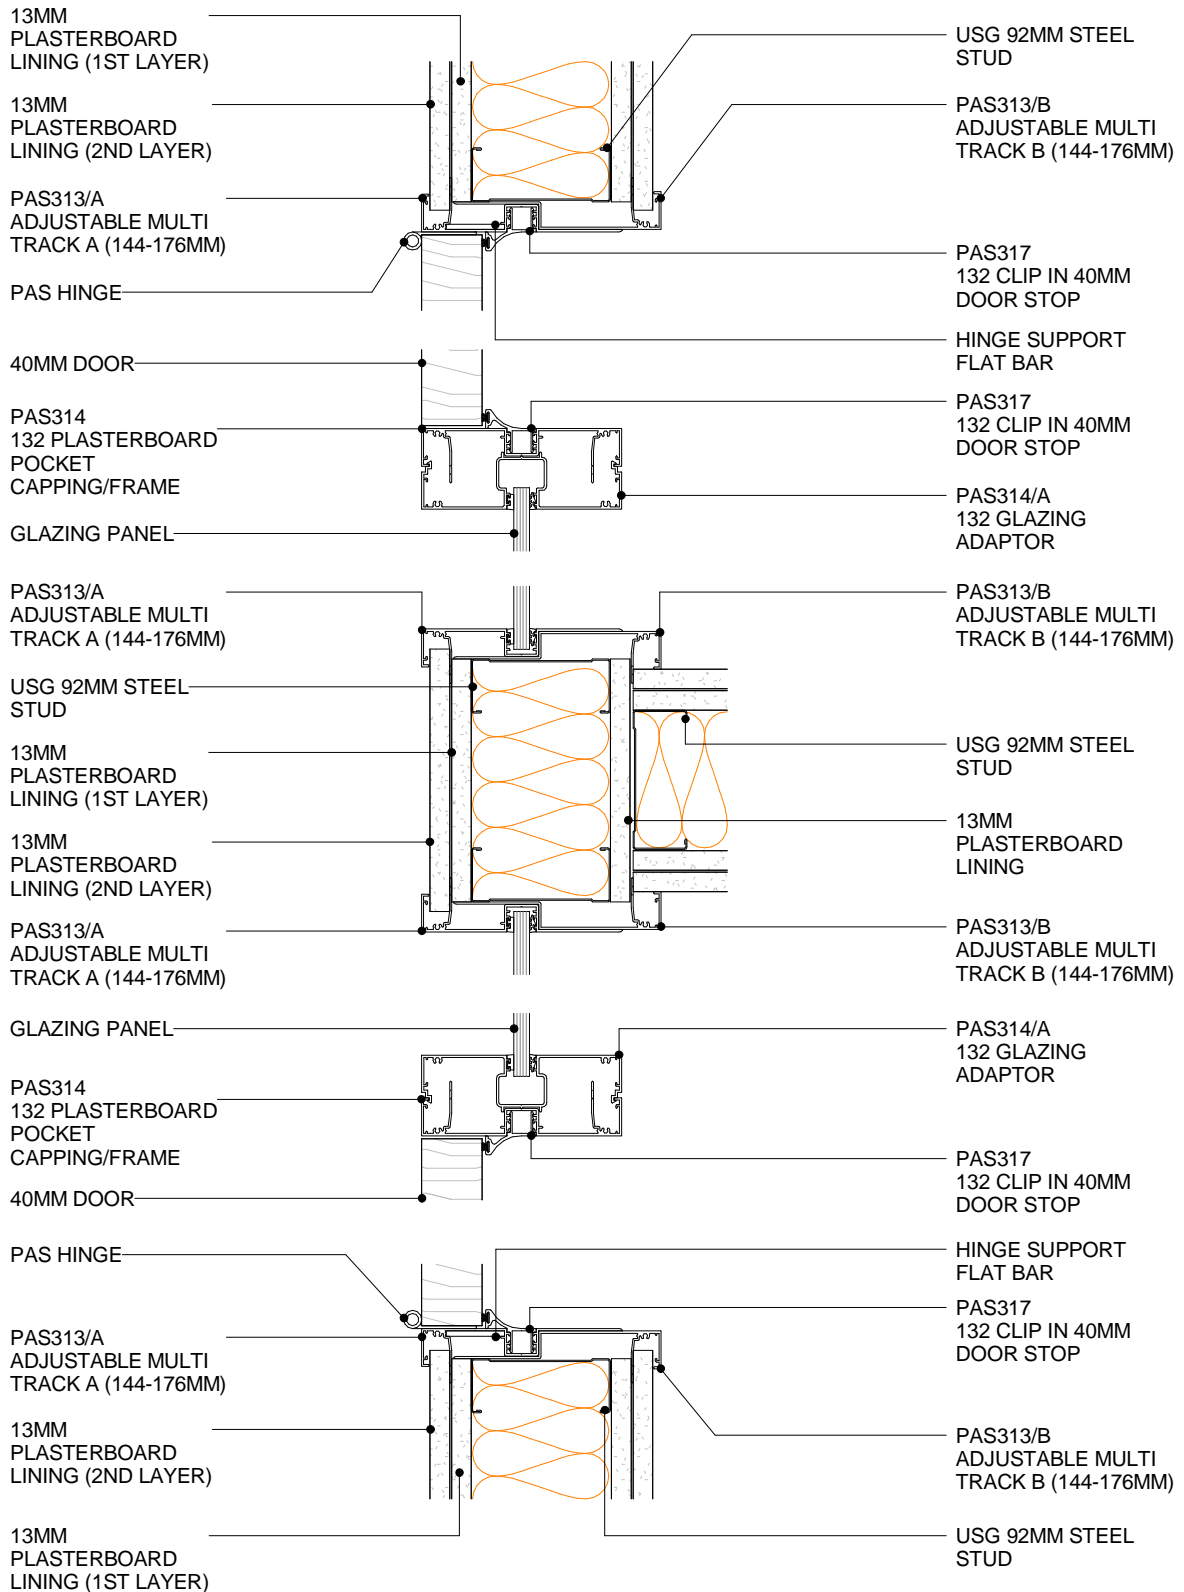 13MM
PLASTERBOARD
LINING (1ST LAYER)
13MM
PLASTERBOARD
LINING (2ND LAYER)
PAS313/A
ADJUSTABLE MULTI
TRACK A (144-176MM)
PAS HINGE
40MM DOOR
PAS314
132 PLASTERBOARD
POCKET
CAPPING/FRAME
GLAZING PANEL
PAS313/A
ADJUSTABLE MULTI
TRACK A (144-176MM)
USG 92MM STEEL
STUD
13MM
PLASTERBOARD
LINING (1ST LAYER)
13MM
PLASTERBOARD
LINING (2ND LAYER)
PAS313/A
ADJUSTABLE MULTI
TRACK A (144-176MM)
GLAZING PANEL
PAS314
132 PLASTERBOARD
POCKET
CAPPING/FRAME
40MM DOOR
PAS HINGE
PAS313/A
ADJUSTABLE MULTI
TRACK A (144-176MM)
13MM
PLASTERBOARD
LINING (2ND LAYER)
13MM
PLASTERBOARD
LINING (1ST LAYER)
USG 92MM STEEL
STUD
PAS313/B
ADJUSTABLE MULTI
TRACK B (144-176MM)
PAS317
132 CLIP IN 40MM
DOOR STOP
HINGE SUPPORT
FLAT BAR
PAS317
132 CLIP IN 40MM
DOOR STOP
PAS314/A
132 GLAZING
ADAPTOR
PAS313/B
ADJUSTABLE MULTI
TRACK B (144-176MM)
USG 92MM STEEL
STUD
13MM
PLASTERBOARD
LINING
PAS313/B
ADJUSTABLE MULTI
TRACK B (144-176MM)
PAS314/A
132 GLAZING
ADAPTOR
PAS317
132 CLIP IN 40MM
DOOR STOP
HINGE SUPPORT
FLAT BAR
PAS317
132 CLIP IN 40MM
DOOR STOP
PAS313/B
ADJUSTABLE MULTI
TRACK B (144-176MM)
USG 92MM STEEL
STUD